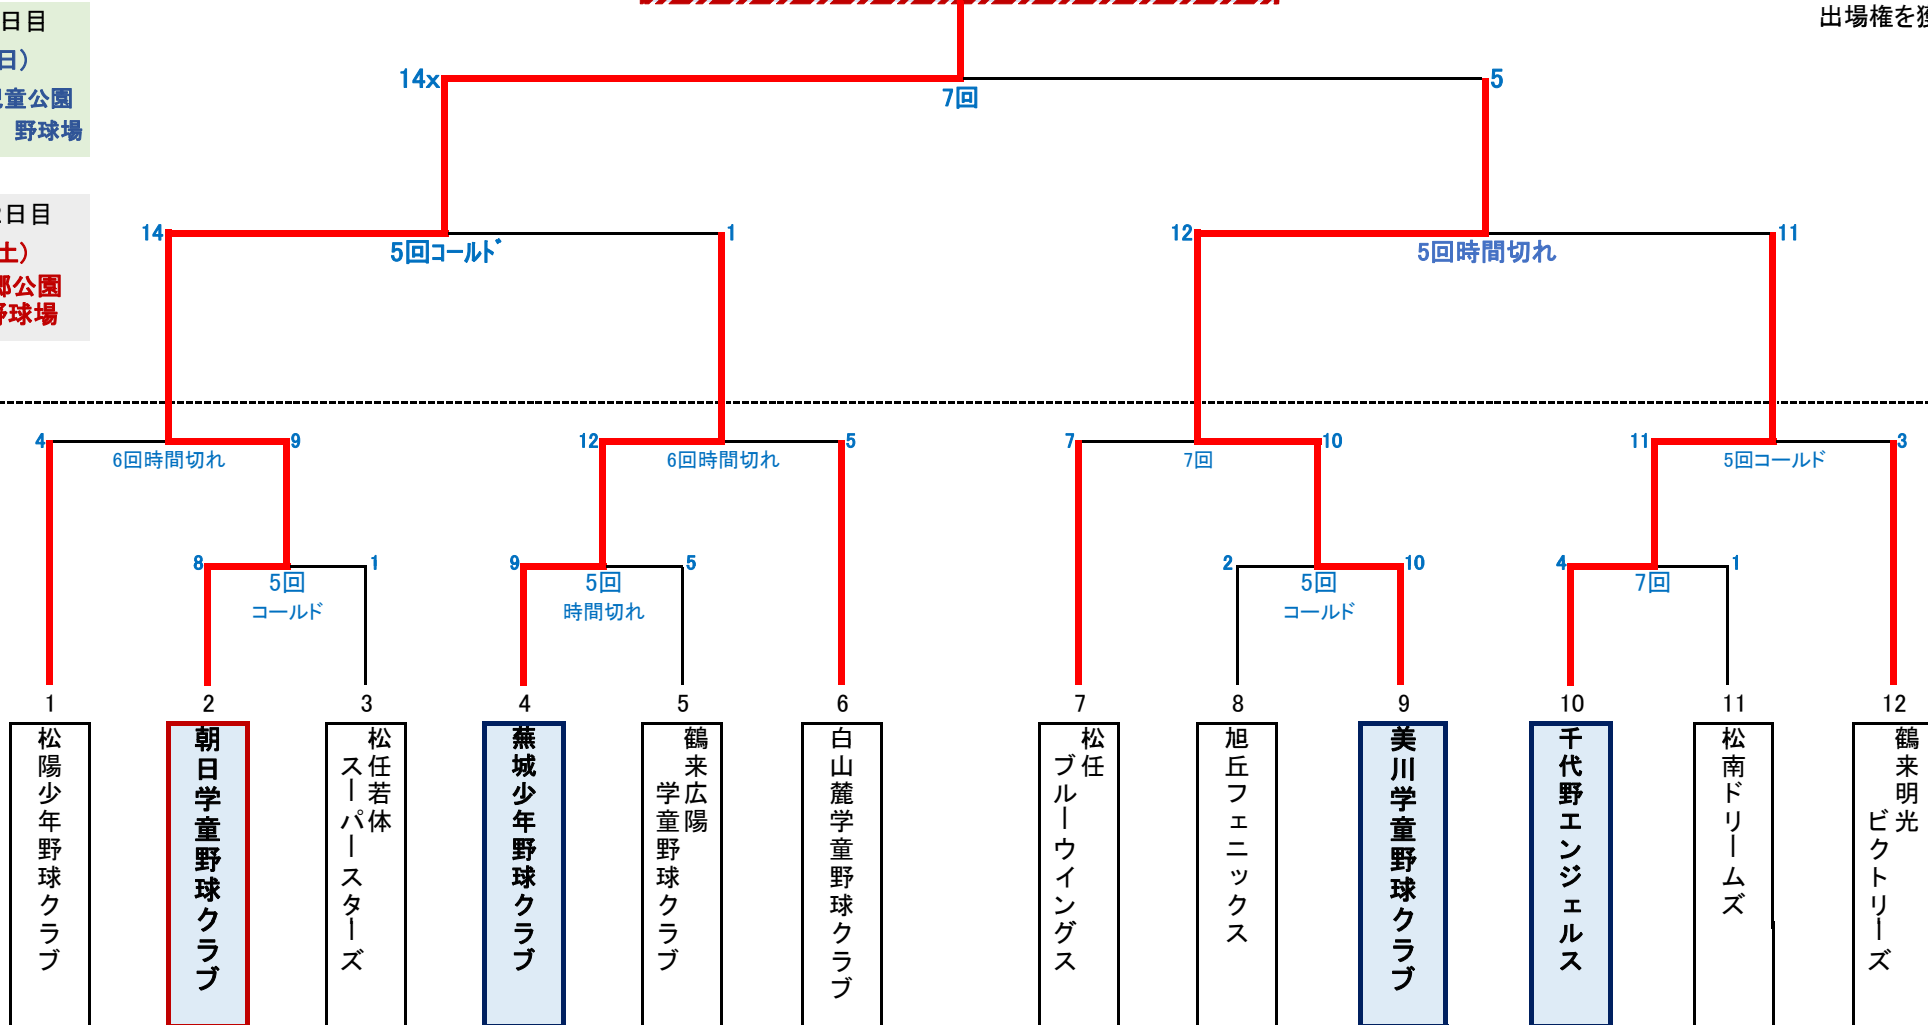 日目
日）
児童公園
野球場
出場権を獲
14x
5
7回
2日目
土）
郷公園
野球場
14
1
5回コールド
12
11
5回時間切れ
4
9
6回時間切れ
12
5
6回時間切れ
7
10
7回
11
3
5回コールド
8
1
5回
コールド
9
5
5回
時間切れ
2
10
5回
コールド
4
1
7回
1
2
3
4
5
6
7
8
9
10
11
12
松陽少年野球クラブ
朝日学童野球クラブ
松任若体
スーパースターズ
蕪城少年野球クラブ
鶴来広陽
学童野球クラブ
白山麓学童野球クラブ
松任
ブルーウイングス
旭丘フェニックス
美川学童野球クラブ
千代野エンジェルス
松南ドリームズ
鶴来明光
ビクトリーズ